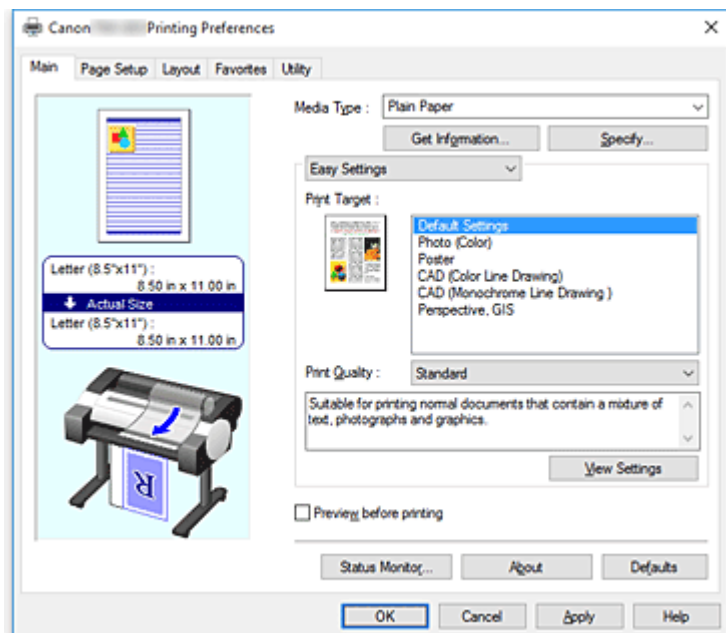 Canon Printing Preferences
Main Page Setup Layout Favorites Utility
Media Type : Plain Paper
Get Information... Specify...
Easy Settings
Print Target :
Default Settings
Photo (Color)
Poster
CAD (Color Line Drawing)
CAD (Monochrome Line Drawing )
Perspective, GIS
Letter (8.5"x11") :
8.50 in x 11.00 in
Actual Size
Letter (8.5"x11") :
8.50 in x 11.00 in
R
Print Quality : Standard
Suitable for printing normal documents that contain a mixture of
text, photographs and graphics.
View Settings
Preview before printing
Status Monitor... About Defaults
OK Cancel Apply Help